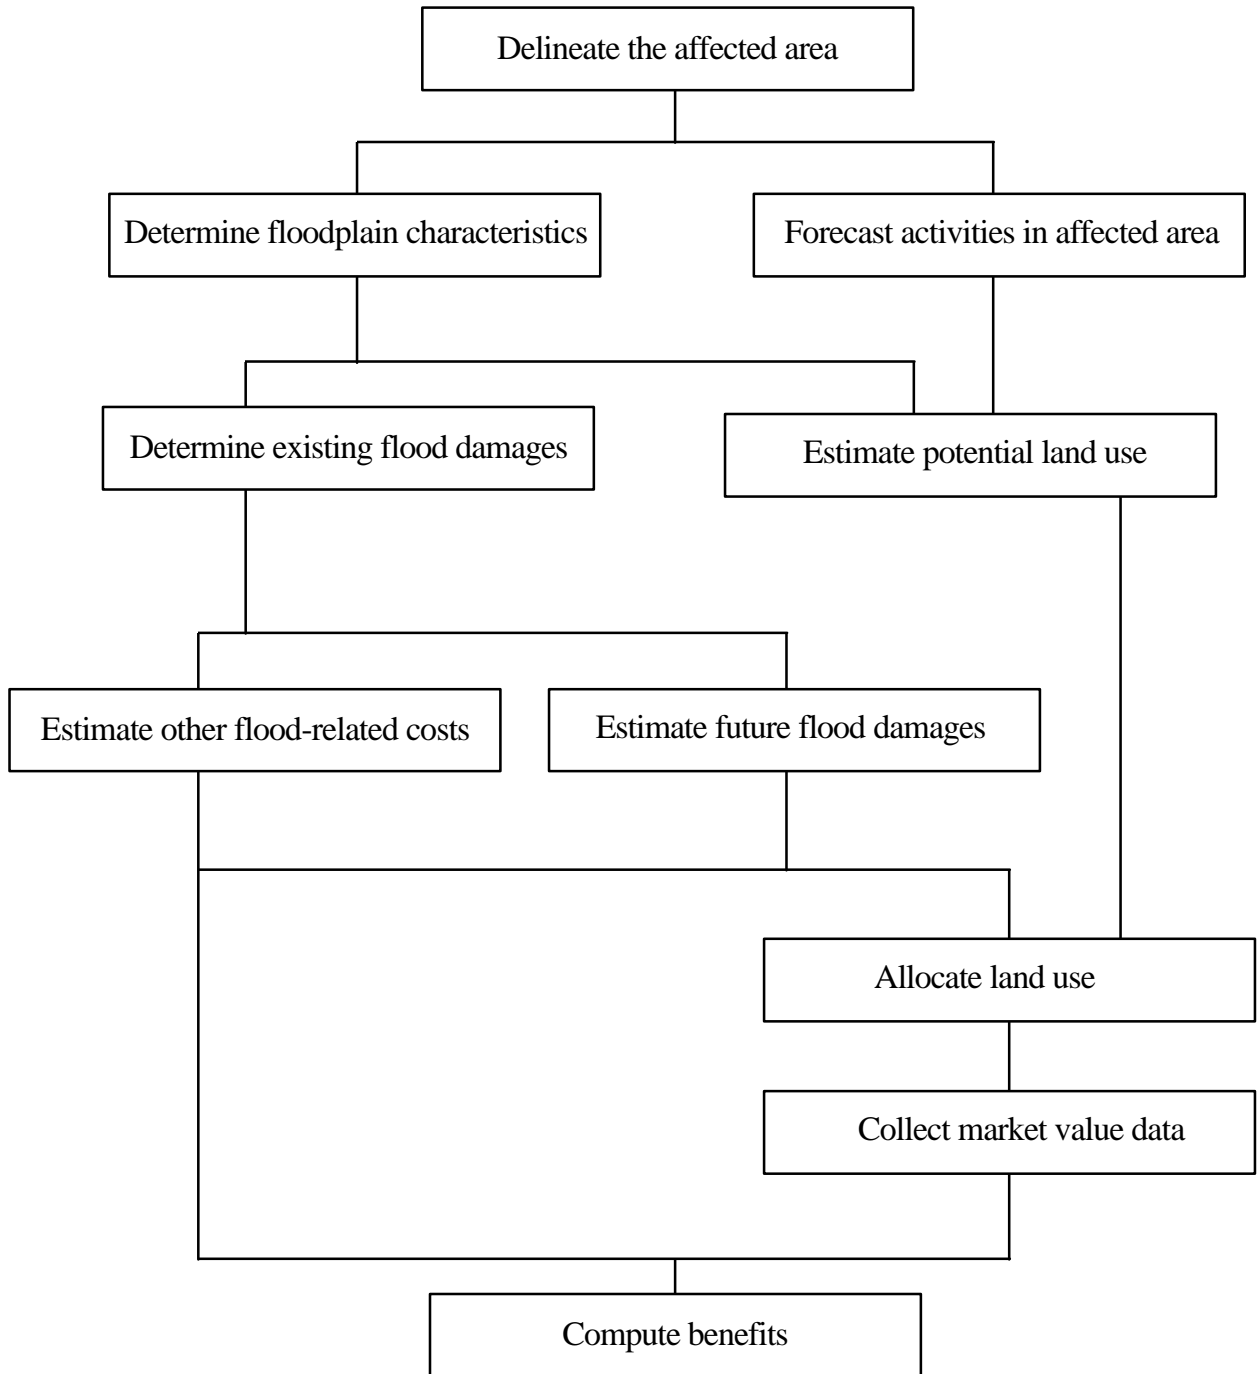 Delineate the affected area
Determine floodplain characteristics
Forecast activities in affected area
Determine existing flood damages
Estimate potential land use
Estimate other flood-related costs
Estimate future flood damages
Allocate land use
Collect market value data
Compute benefits